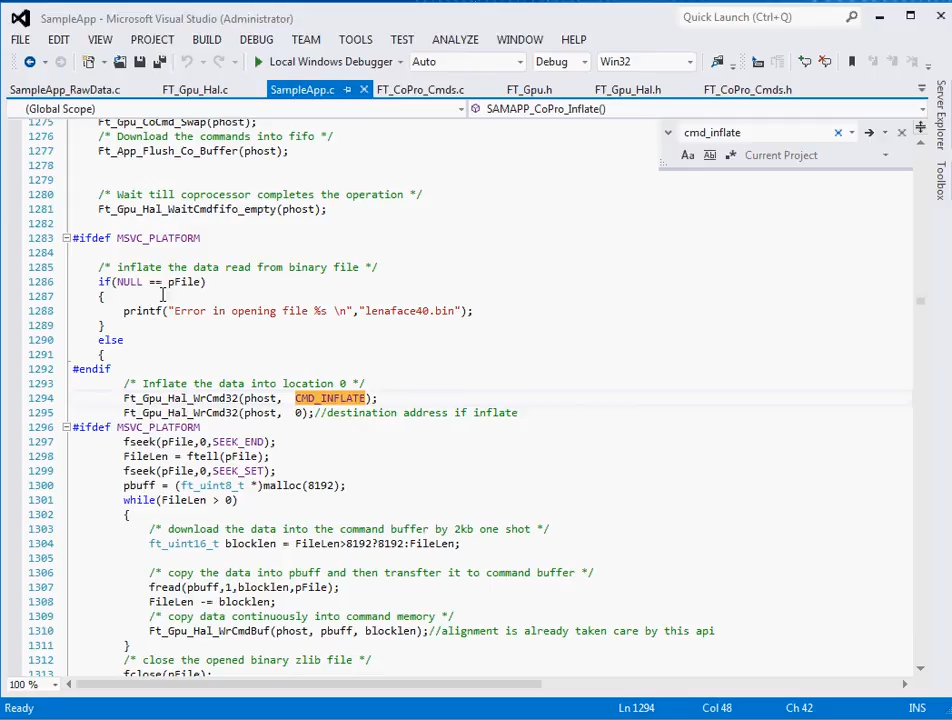 SampleApp - Microsoft Visual Studio (Administrator)
Quick Launch (Ctrl+Q)
FILE EDIT VIEW PROJECT BUILD DEBUG TEAM TOOLS TEST ANALYZE WINDOW HELP
Local Windows Debugger Auto Debug Win32
SampleApp_RawData.c FT_Gpu_Hal.c SampleApp.c FT_CoPro_Cmds.c FT_Gpu.h FT_Gpu_Hal.h FT_CoPro_Cmds.h
(Global Scope) SAMAPP_CoPro_Inflate()
cmd_inflate
Current Project
Server Explorer
Toolbox
1275 Ft_Gpu_CoCmd_Swap(phost);
1276 /* Download the commands into fifo */
1277 Ft_App_Flush_Co_Buffer(phost);
1278
1279
1280 /* Wait till coprocessor completes the operation */
1281 Ft_Gpu_Hal_WaitCmdfifo_empty(phost);
1282
1283 #ifdef MSVC_PLATFORM
1284
1285 /* inflate the data read from binary file */
1286 if(NULL == pFile)
1287 {
1288 printf("Error in opening file %s \n","lenaface40.bin");
1289 }
1290 else
1291 {
1292 #endif
1293 /* Inflate the data into location 0 */
1294 Ft_Gpu_Hal_WrCmd32(phost, CMD_INFLATE);
1295 Ft_Gpu_Hal_WrCmd32(phost, 0);//destination address if inflate
1296 #ifdef MSVC_PLATFORM
1297 fseek(pFile,0,SEEK_END);
1298 FileLen = ftell(pFile);
1299 fseek(pFile,0,SEEK_SET);
1300 pbuff = (ft_uint8_t *)malloc(8192);
1301 while(FileLen > 0)
1302 {
1303 /* download the data into the command buffer by 2kb one shot */
1304 ft_uint16_t blocklen = FileLen>8192?8192:FileLen;
1305
1306 /* copy the data into pbuff and then transfter it to command buffer */
1307 fread(pbuff,1,blocklen,pFile);
1308 FileLen -= blocklen;
1309 /* copy data continuously into command memory */
1310 Ft_Gpu_Hal_WrCmdBuf(phost, pbuff, blocklen);//alignment is already taken care by this api
1311 }
1312 /* close the opened binary zlib file */
1313 fclose(pFile);
100 %
Ready Ln 1294 Col 48 Ch 42 INS